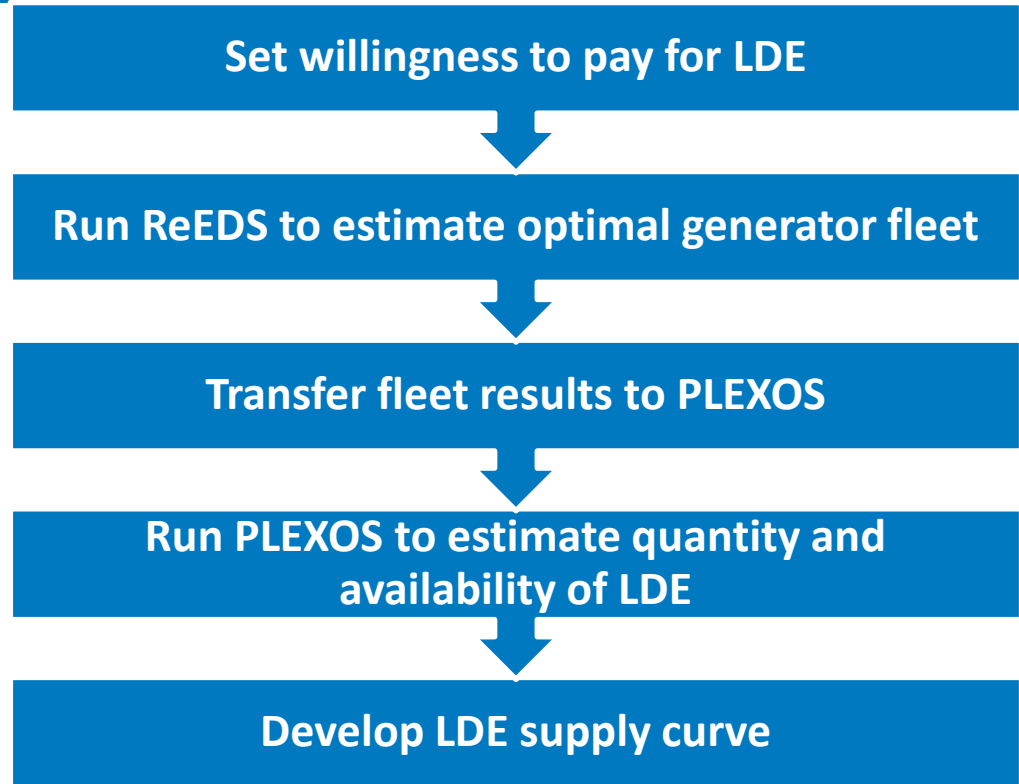 Set willingness to pay for LDE
Run ReEDS to estimate optimal generator fleet
Transfer fleet results to PLEXOS
Run PLEXOS to estimate quantity and
availability of LDE
Develop LDE supply curve